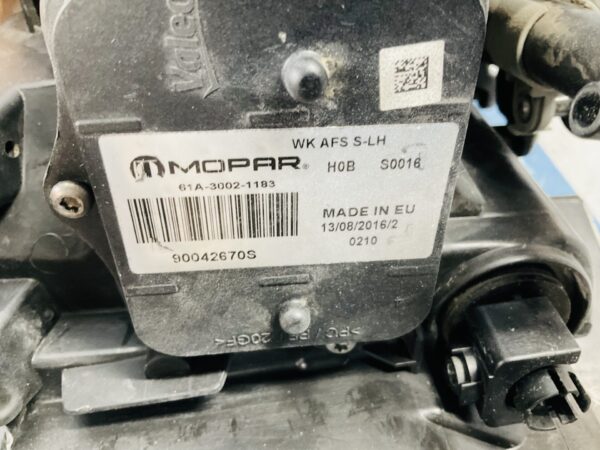 Valeo
WK AFS S-LH
MOPAR®
H0B S0016
61A-3002-1183
MADE IN EU
13/08/2016/2
0210
90042670S